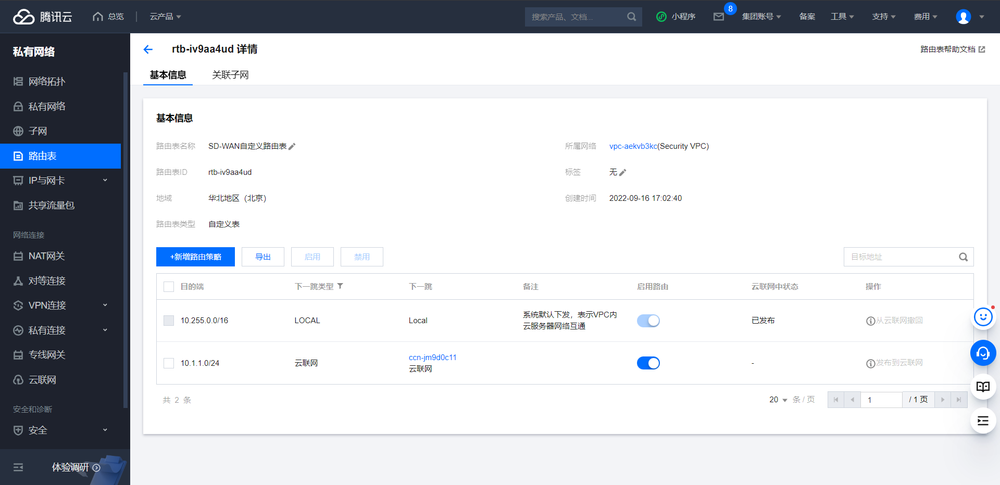 腾讯云
总览
云产品
搜索产品、文档...
小程序
8
集团账号
备案
工具
支持
费用
私有网络
网络拓扑
私有网络
子网
路由表
IP与网卡
共享流量包
网络连接
NAT网关
对等连接
VPN连接
私有连接
专线网关
云联网
安全和诊断
安全
体验调研
rtb-iv9aa4ud 详情
路由表帮助文档
基本信息 关联子网
基本信息
路由表名称 SD-WAN自定义路由表
所属网络 vpc-aekvb3kc(Security VPC)
路由表ID rtb-iv9aa4ud
标签 无
地域 华北地区（北京）
创建时间 2022-09-16 17:02:40
路由表类型 自定义表
+新增路由策略 导出 启用 禁用
目标地址
目的端 下一跳类型 下一跳 备注 启用路由 云联网中状态 操作
10.255.0.0/16 LOCAL Local 系统默认下发，表示VPC内
云服务器网络互通 已发布 从云联网撤回
10.1.1.0/24 云联网 ccn-jm9d0c11
云联网 - 发布到云联网
共 2 条
20 条 / 页 1 / 1 页